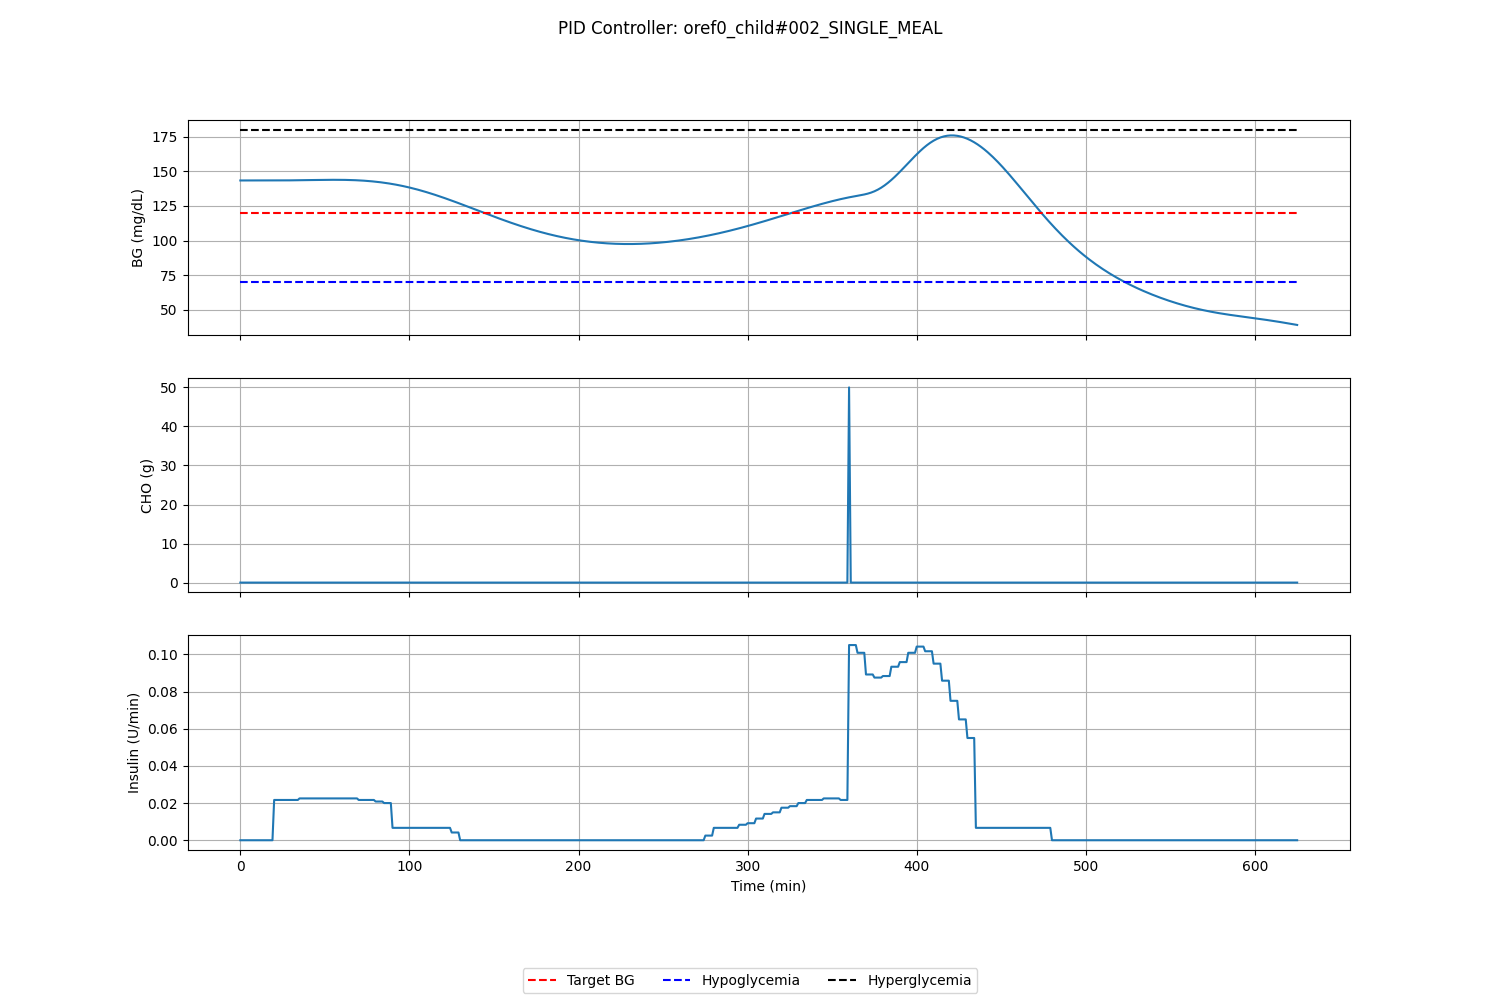 PID Controller: oref0_child#002_SINGLE_MEAL
175
150
125
100
75
50
BG (mg/dL)
50
40
30
20
10
0
CHO (g)
0.10
0.08
0.06
0.04
0.02
0.00
Insulin (U/min)
0 100 200 300 400 500 600
Time (min)
Target BG Hypoglycemia Hyperglycemia